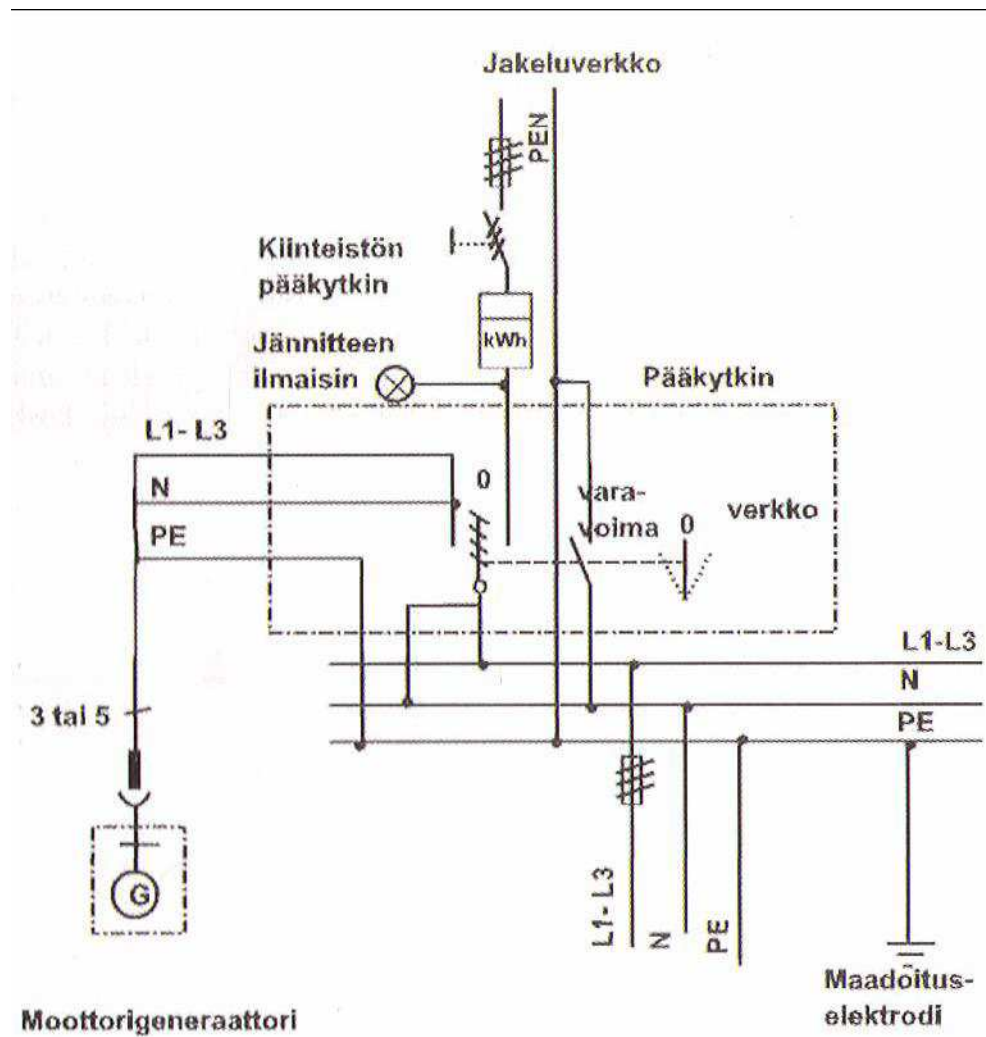 Jakeluverkko
PEN
Kiinteistön
pääkytkin
kWh
Jännitteen
ilmaisin
Pääkytkin
L1- L3
N
PE
0
vara-
voima
0
verkko
L1-L3
N
PE
3 tai 5
G
L1- L3
N
PE
Maadoitus-
elektrodi
Moottorigeneraattori